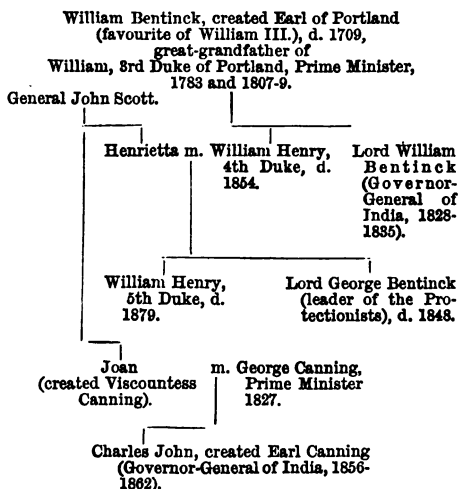 William Bentinck, created Earl of Portland
(favourite of William III.), d. 1709,
great-grandfather of
William, 3rd Duke of Portland, Prime Minister,
1783 and 1807-9.
General John Scott.
Henrietta m. William Henry,
4th Duke, d.
1854.
Lord William
Bentinck
(Governor-
General of
India, 1828-
1835).
William Henry,
5th Duke, d.
1879.
Lord George Bentinck
(leader of the Pro-
tectionists), d. 1848.
Joan
(created Viscountess
Canning).
m. George Canning,
Prime Minister
1827.
Charles John, created Earl Canning
(Governor-General of India, 1856-
1862).